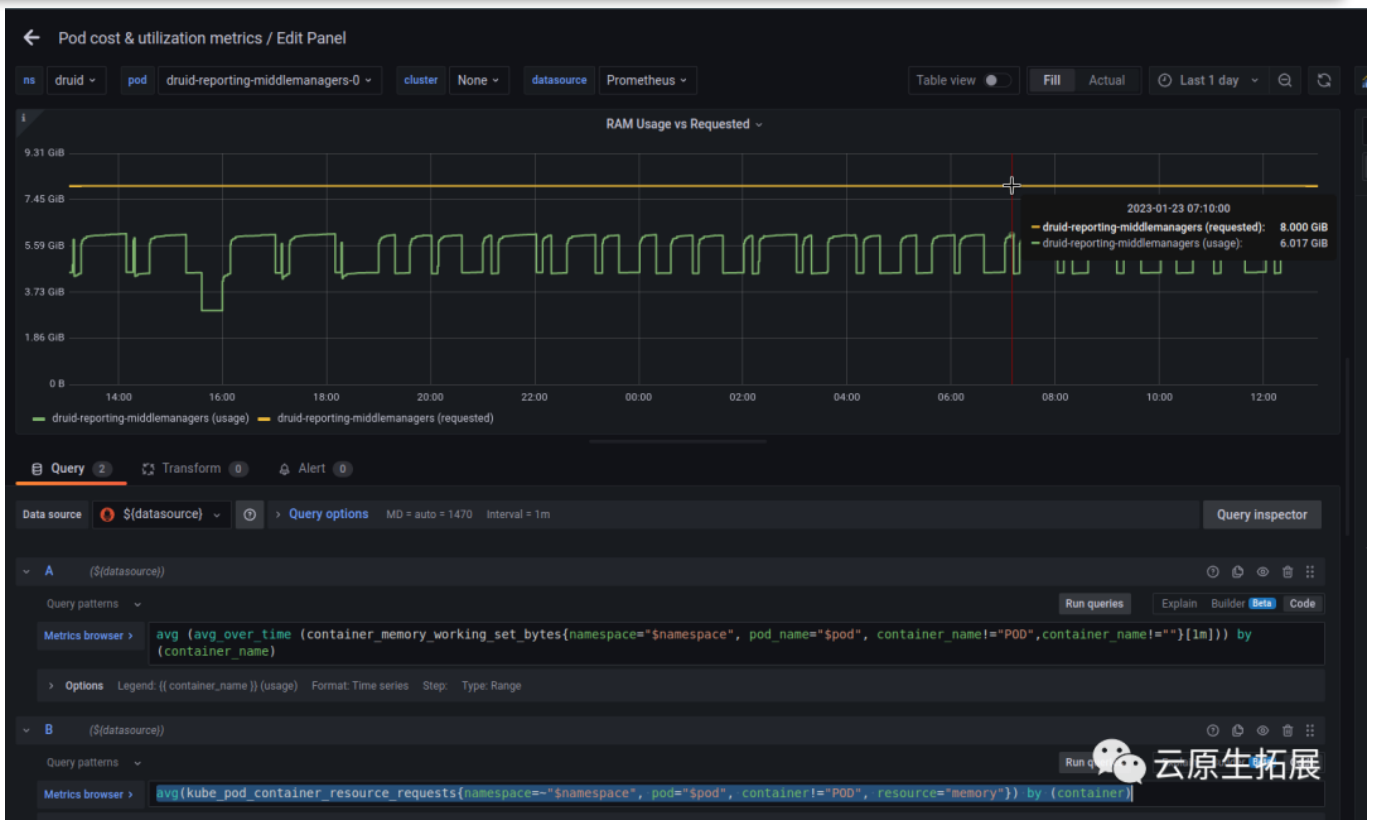 Pod cost & utilization metrics / Edit Panel
ns druid pod druid-reporting-middlemanagers-0 cluster None datasource Prometheus Table view Fill Actual Last 1 day
i
RAM Usage vs Requested
9.31 GiB
7.45 GiB
5.59 GiB
3.73 GiB
1.86 GiB
0 B
2023-01-23 07:10:00
druid-reporting-middlemanagers (requested): 8.000 GiB
druid-reporting-middlemanagers (usage): 6.017 GiB
14:00 16:00 18:00 20:00 22:00 00:00 02:00 04:00 06:00 08:00 10:00 12:00
druid-reporting-middlemanagers (usage) druid-reporting-middlemanagers (requested)
Query 2 Transform 0 Alert 0
Data source ${datasource} > Query options MD = auto = 1470 Interval = 1m Query inspector
A (${datasource})
Query patterns Run queries Explain Builder Beta Code
Metrics browser > avg (avg_over_time (container_memory_working_set_bytes{namespace="$namespace", pod_name="$pod", container_name!="POD",container_name!=""}[1m])) by
(container_name)
> Options Legend: {{ container_name }} (usage) Format: Time series Step: Type: Range
B (${datasource})
Query patterns Run q
云原生拓展
Metrics browser > avg(kube_pod_container_resource_requests{namespace=~"$namespace", pod="$pod", container!="POD", resource="memory"}) by (container)